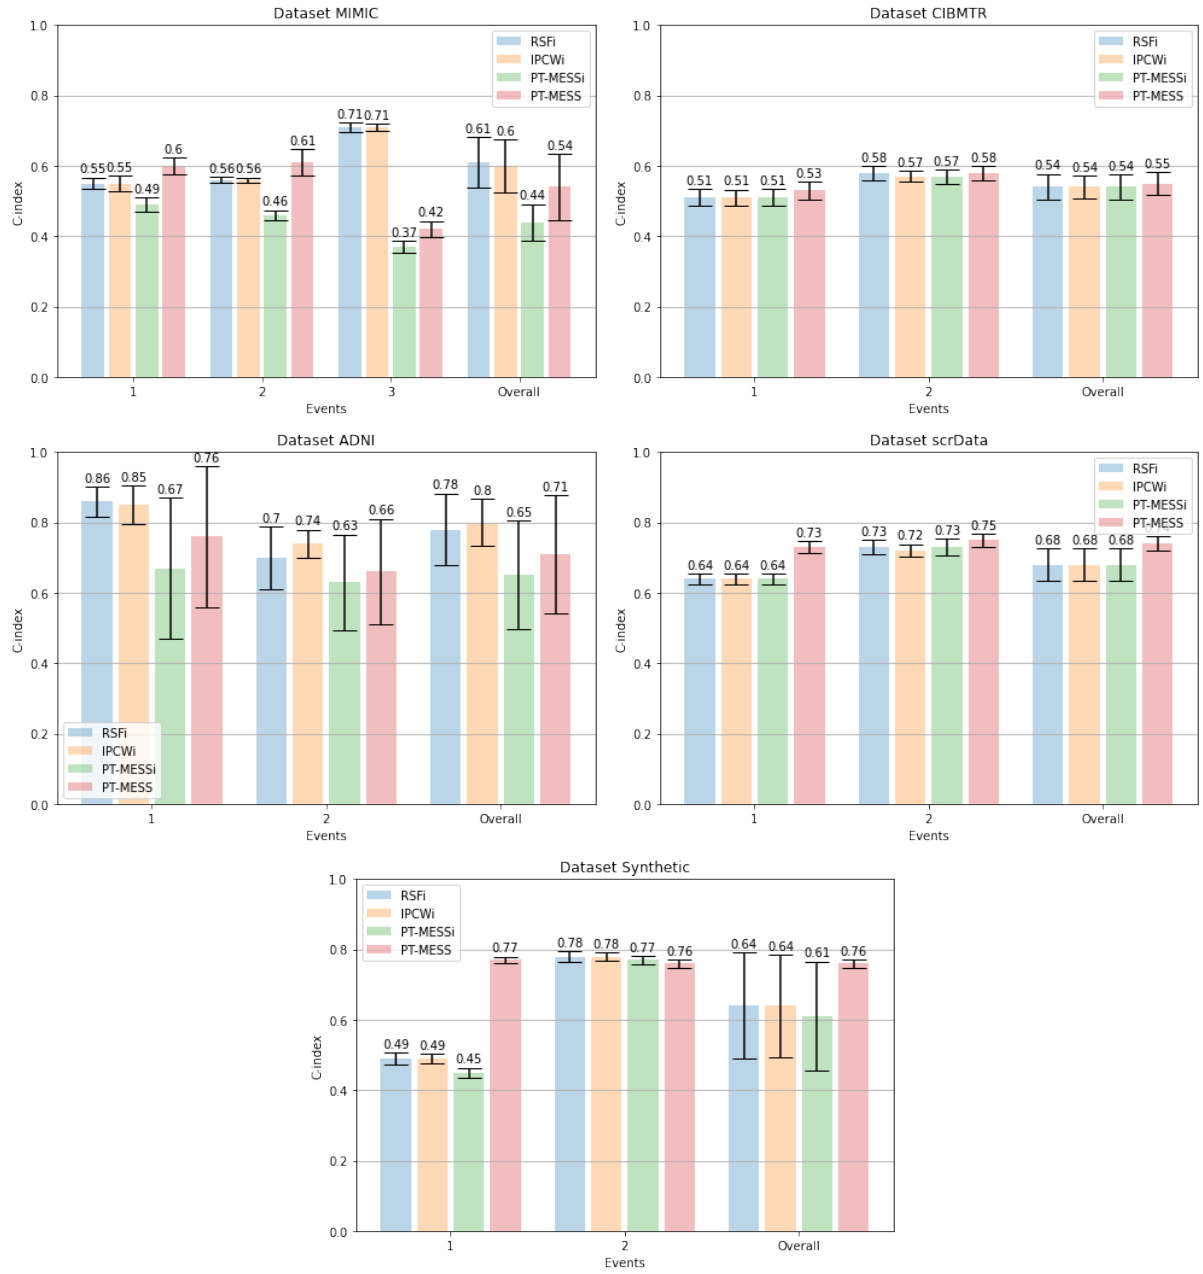 Dataset MIMIC
C-index
1.0
0.8
0.6
0.4
0.2
0.0
RSFi
IPCWi
PT-MESSi
PT-MESS
0.55 0.55 0.49 0.6
0.56 0.56 0.46 0.61
0.71 0.71 0.37 0.42
0.61 0.6 0.44 0.54
1 2 3 Overall
Events
Dataset CIBMTR
C-index
1.0
0.8
0.6
0.4
0.2
0.0
RSFi
IPCWi
PT-MESSi
PT-MESS
0.51 0.51 0.51 0.53
0.58 0.57 0.57 0.58
0.54 0.54 0.54 0.55
1 2 Overall
Events
Dataset ADNI
C-index
1.0
0.8
0.6
0.4
0.2
0.0
0.86 0.85 0.67 0.76
0.7 0.74 0.63 0.66
0.78 0.8 0.65 0.71
RSFi
IPCWi
PT-MESSi
PT-MESS
1 2 Overall
Events
Dataset scrData
C-index
1.0
0.8
0.6
0.4
0.2
0.0
RSFi
IPCWi
PT-MESSi
PT-MESS
0.64 0.64 0.64 0.73
0.73 0.72 0.73 0.75
0.68 0.68 0.68
1 2 Overall
Events
Dataset Synthetic
C-index
1.0
0.8
0.6
0.4
0.2
0.0
RSFi
IPCWi
PT-MESSi
PT-MESS
0.49 0.49 0.45 0.77
0.78 0.78 0.77 0.76
0.64 0.64 0.61 0.76
1 2 Overall
Events